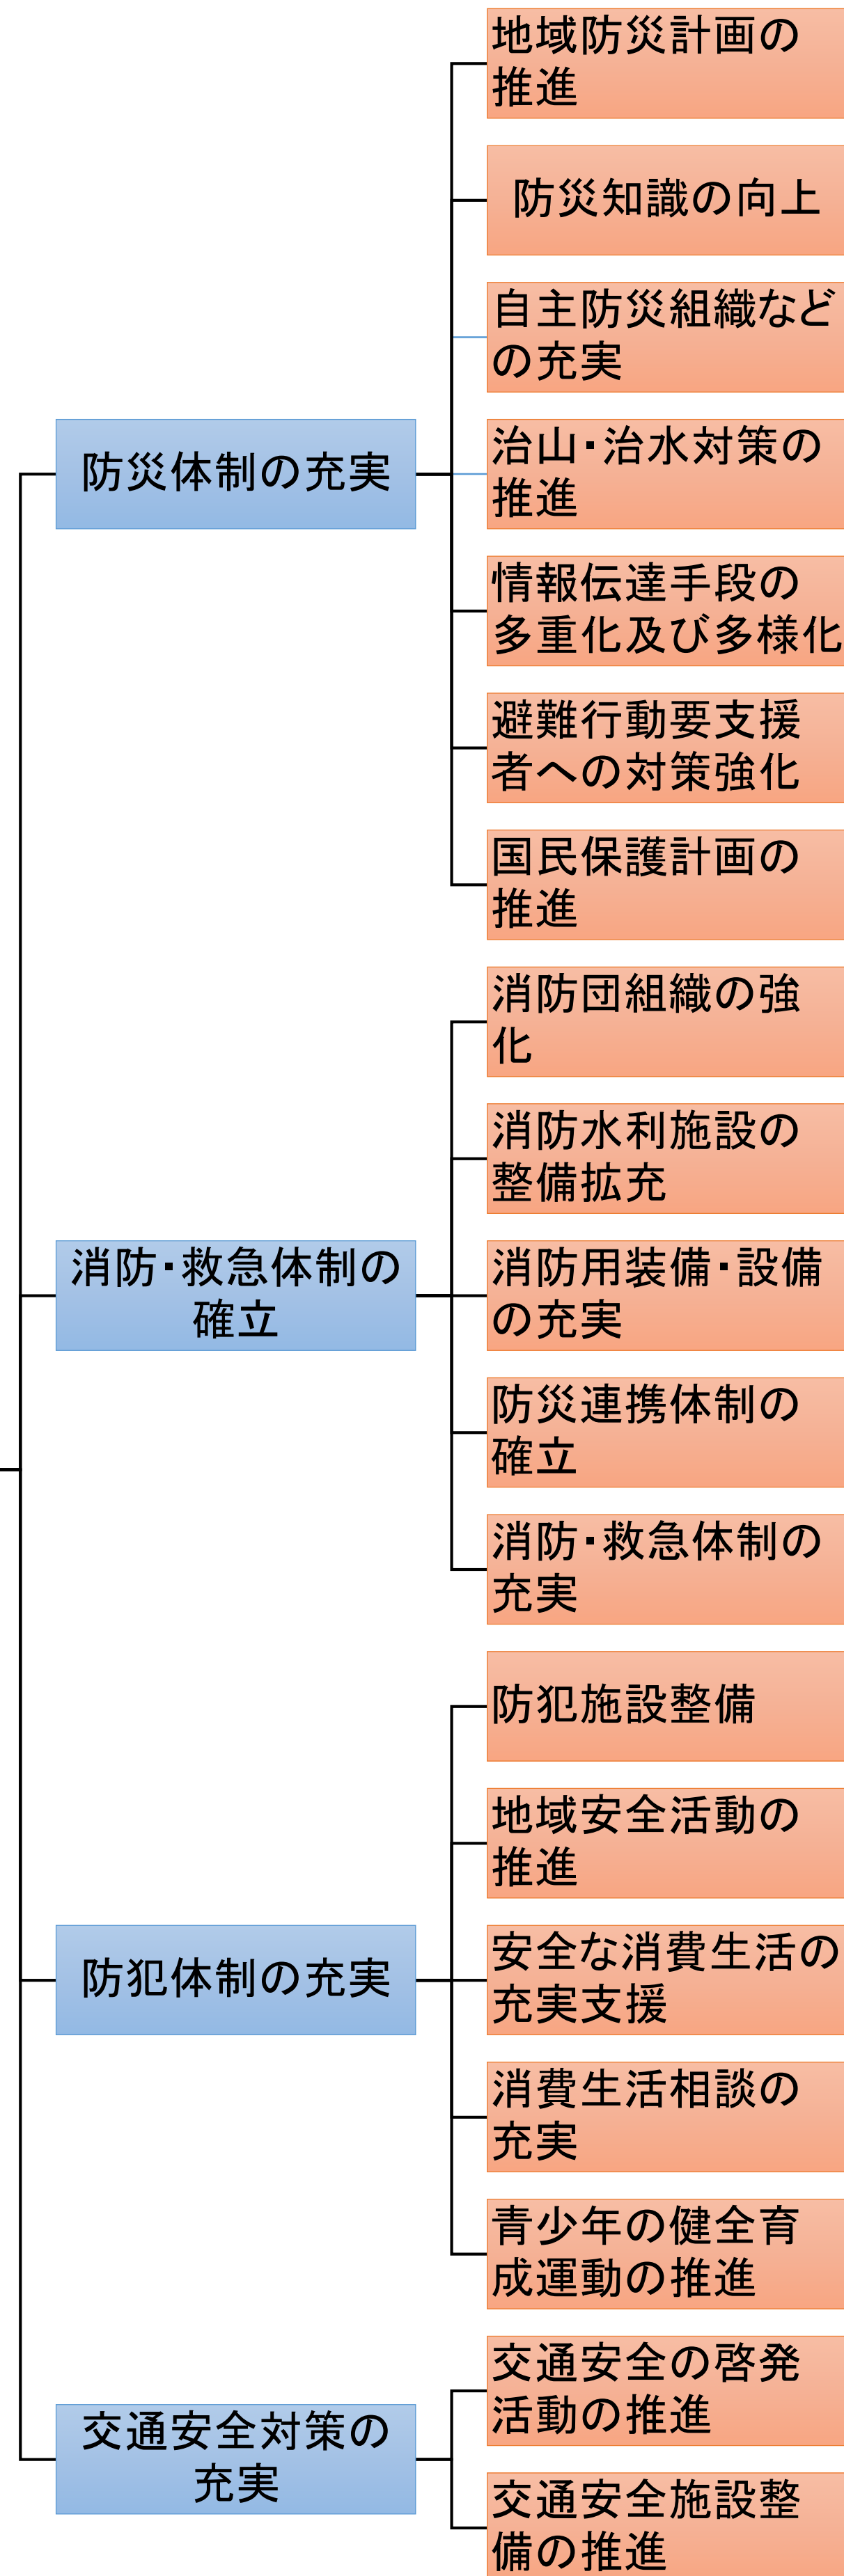 地域防災計画の
推進
防災知識の向上
自主防災組織など
の充実
防災体制の充実
治山・治水対策の
推進
情報伝達手段の
多重化及び多様化
避難行動要支援
者への対策強化
国民保護計画の
推進
消防団組織の強
化
消防水利施設の
整備拡充
消防・救急体制の
確立
消防用装備・設備
の充実
防災連携体制の
確立
消防・救急体制の
充実
防犯施設整備
地域安全活動の
推進
防犯体制の充実
安全な消費生活の
充実支援
消費生活相談の
充実
青少年の健全育
成運動の推進
交通安全対策の
充実
交通安全の啓発
活動の推進
交通安全施設整
備の推進